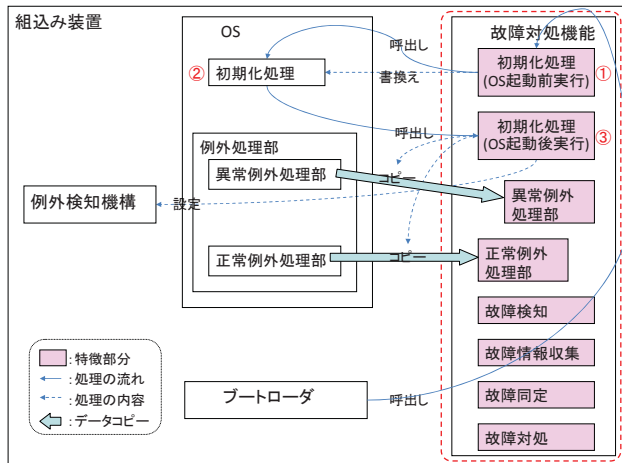 組込み装置
OS
故障対処機能
呼出し
② 初期化処理
書換え
初期化処理
(OS起動前実行)
①
呼出し
初期化処理
(OS起動後実行)
③
例外処理部
異常例外処理部
コピー
異常例外
処理部
例外検知機構
設定
正常例外処理部
コピー
正常例外
処理部
故障検知
故障情報収集
故障同定
故障対処
ブートローダ
呼出し
:特徴部分
:処理の流れ
:処理の内容
:データコピー